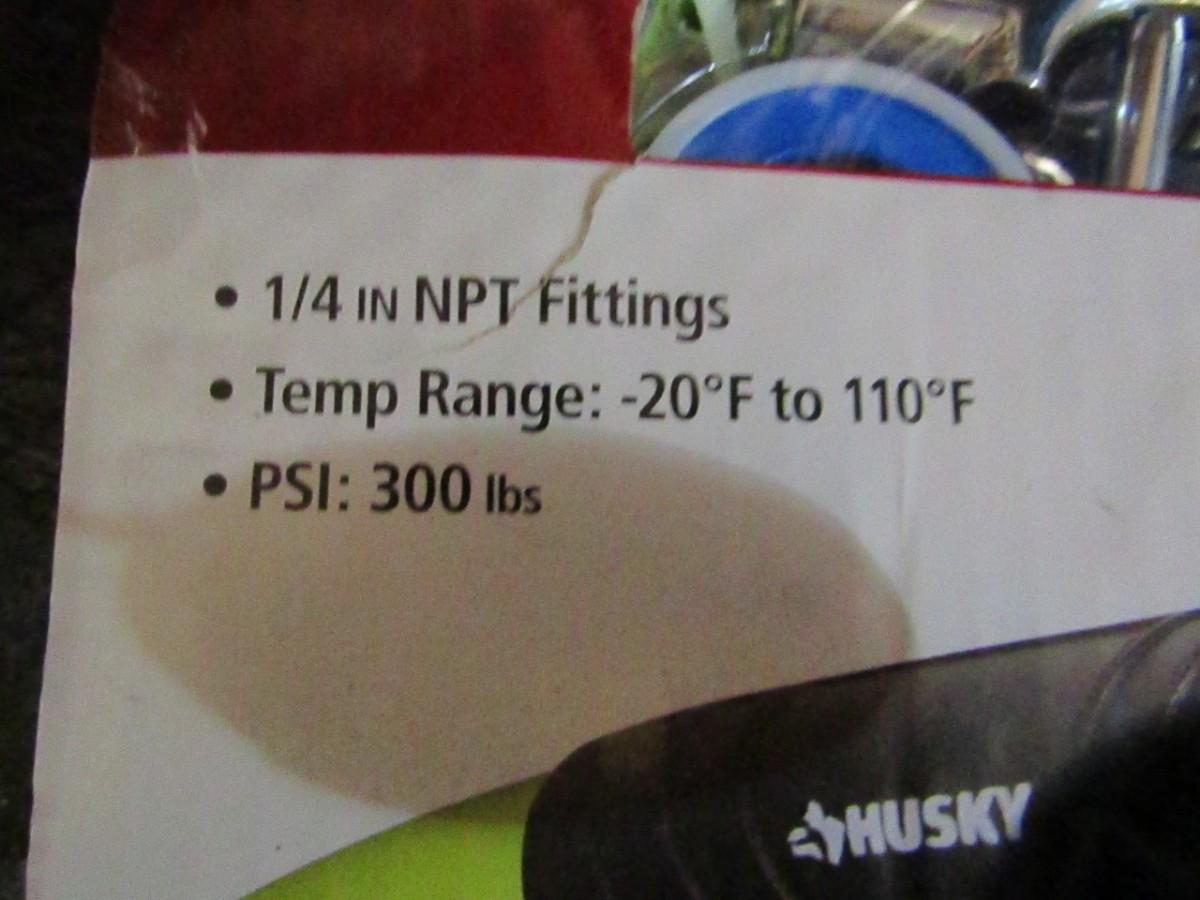 • 1/4 IN NPT Fittings
• Temp Range: -20°F to 110°F
• PSI: 300 lbs
HUSKY